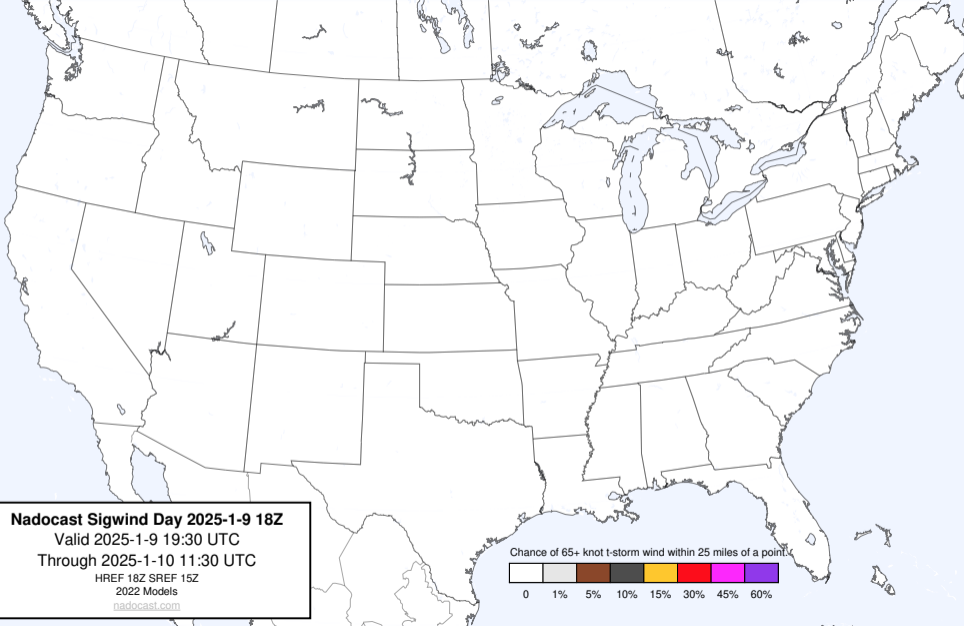 Nadocast Sigwind Day 2025-1-9 18Z
Valid 2025-1-9 19:30 UTC
Through 2025-1-10 11:30 UTC
HREF 18Z SREF 15Z
2022 Models
nadocast.com
Chance of 65+ knot t-storm wind within 25 miles of a point.
0 1% 5% 10% 15% 30% 45% 60%